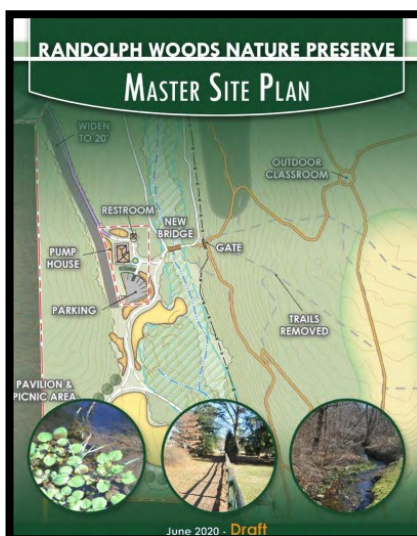 RANDOLPH WOODS NATURE PRESERVE
MASTER SITE PLAN
WIDEN
TO 20'
OUTDOOR
CLASSROOM
RESTROOM
NEW
BRIDGE
GATE
PUMP
HOUSE
PARKING
TRAILS
REMOVED
PAVILION &
PICNIC AREA
June 2020 - Draft